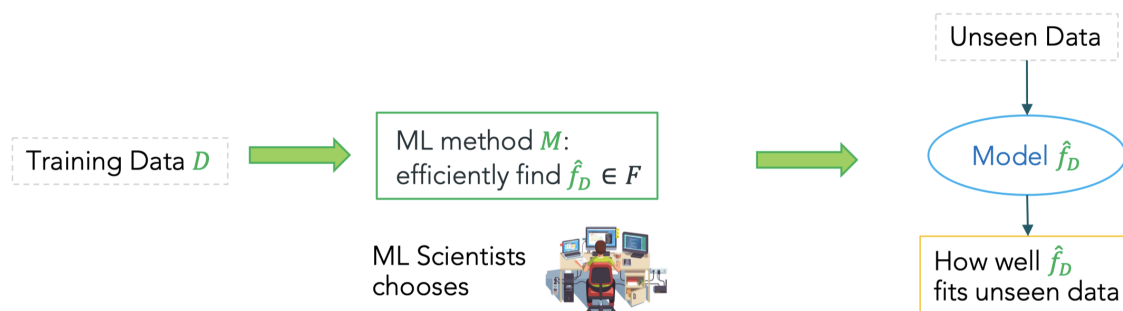 Unseen Data
Training Data D
ML method M:
efficiently find f̂_D ∈ F
Model f̂_D
ML Scientists
chooses
How well f̂_D
fits unseen data